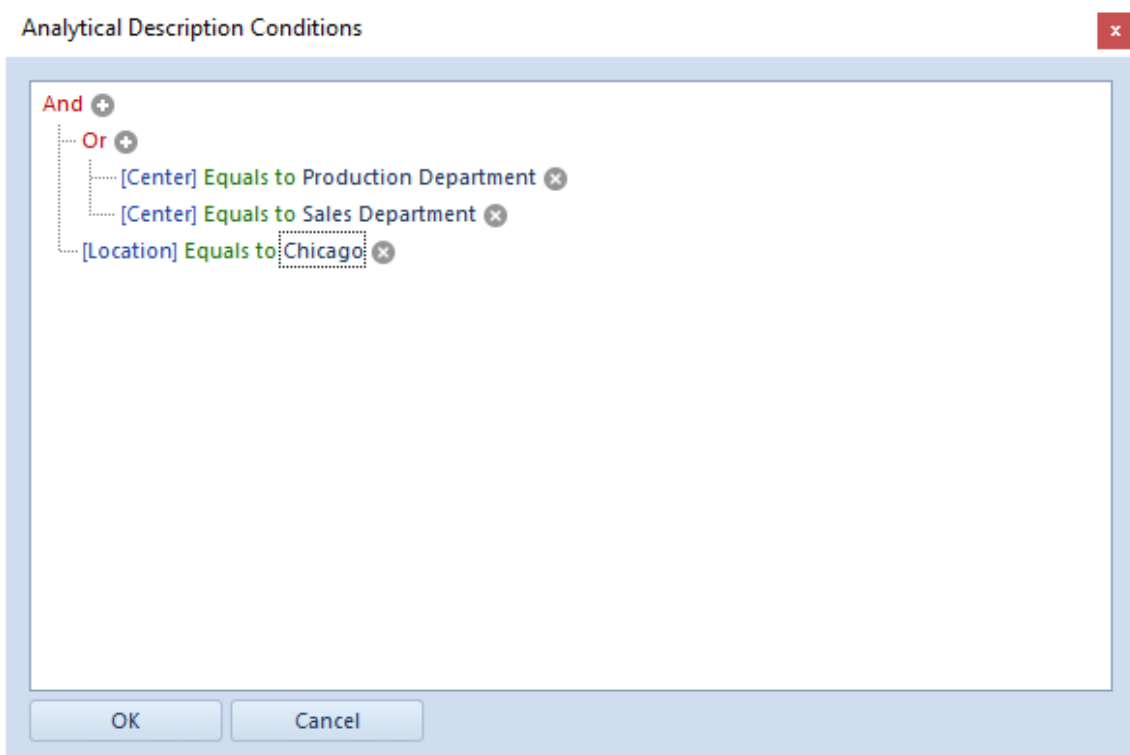 Analytical Description Conditions
x
And
Or
[Center] Equals to Production Department
[Center] Equals to Sales Department
[Location] Equals to Chicago
OK Cancel